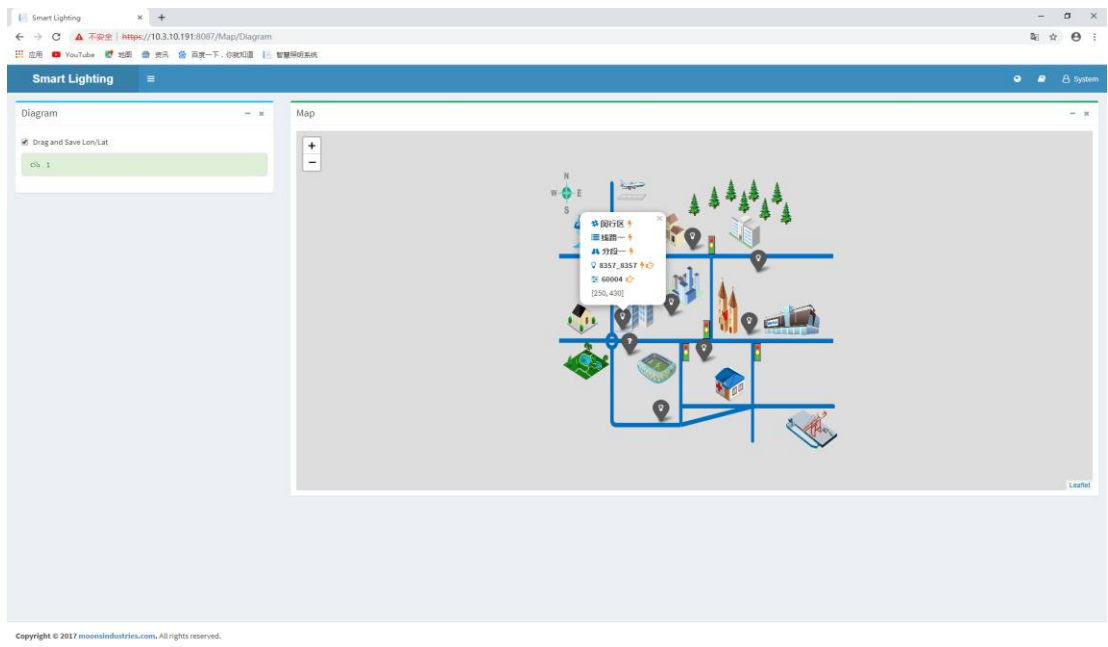 Smart Lighting
不安全 | https://10.3.10.191:8087/Map/Diagram
应用 YouTube 地图 资讯 百度一下,你就知道 智慧照明系统
Smart Lighting
System
Diagram
Drag and Save Lon/Lat
1
Map
+
−
N
W E
S
闵行区
线路一
分段一
8357_8357
60004
[250, 430]
Leaflet
Copyright © 2017 moonsindustries.com. All rights reserved.